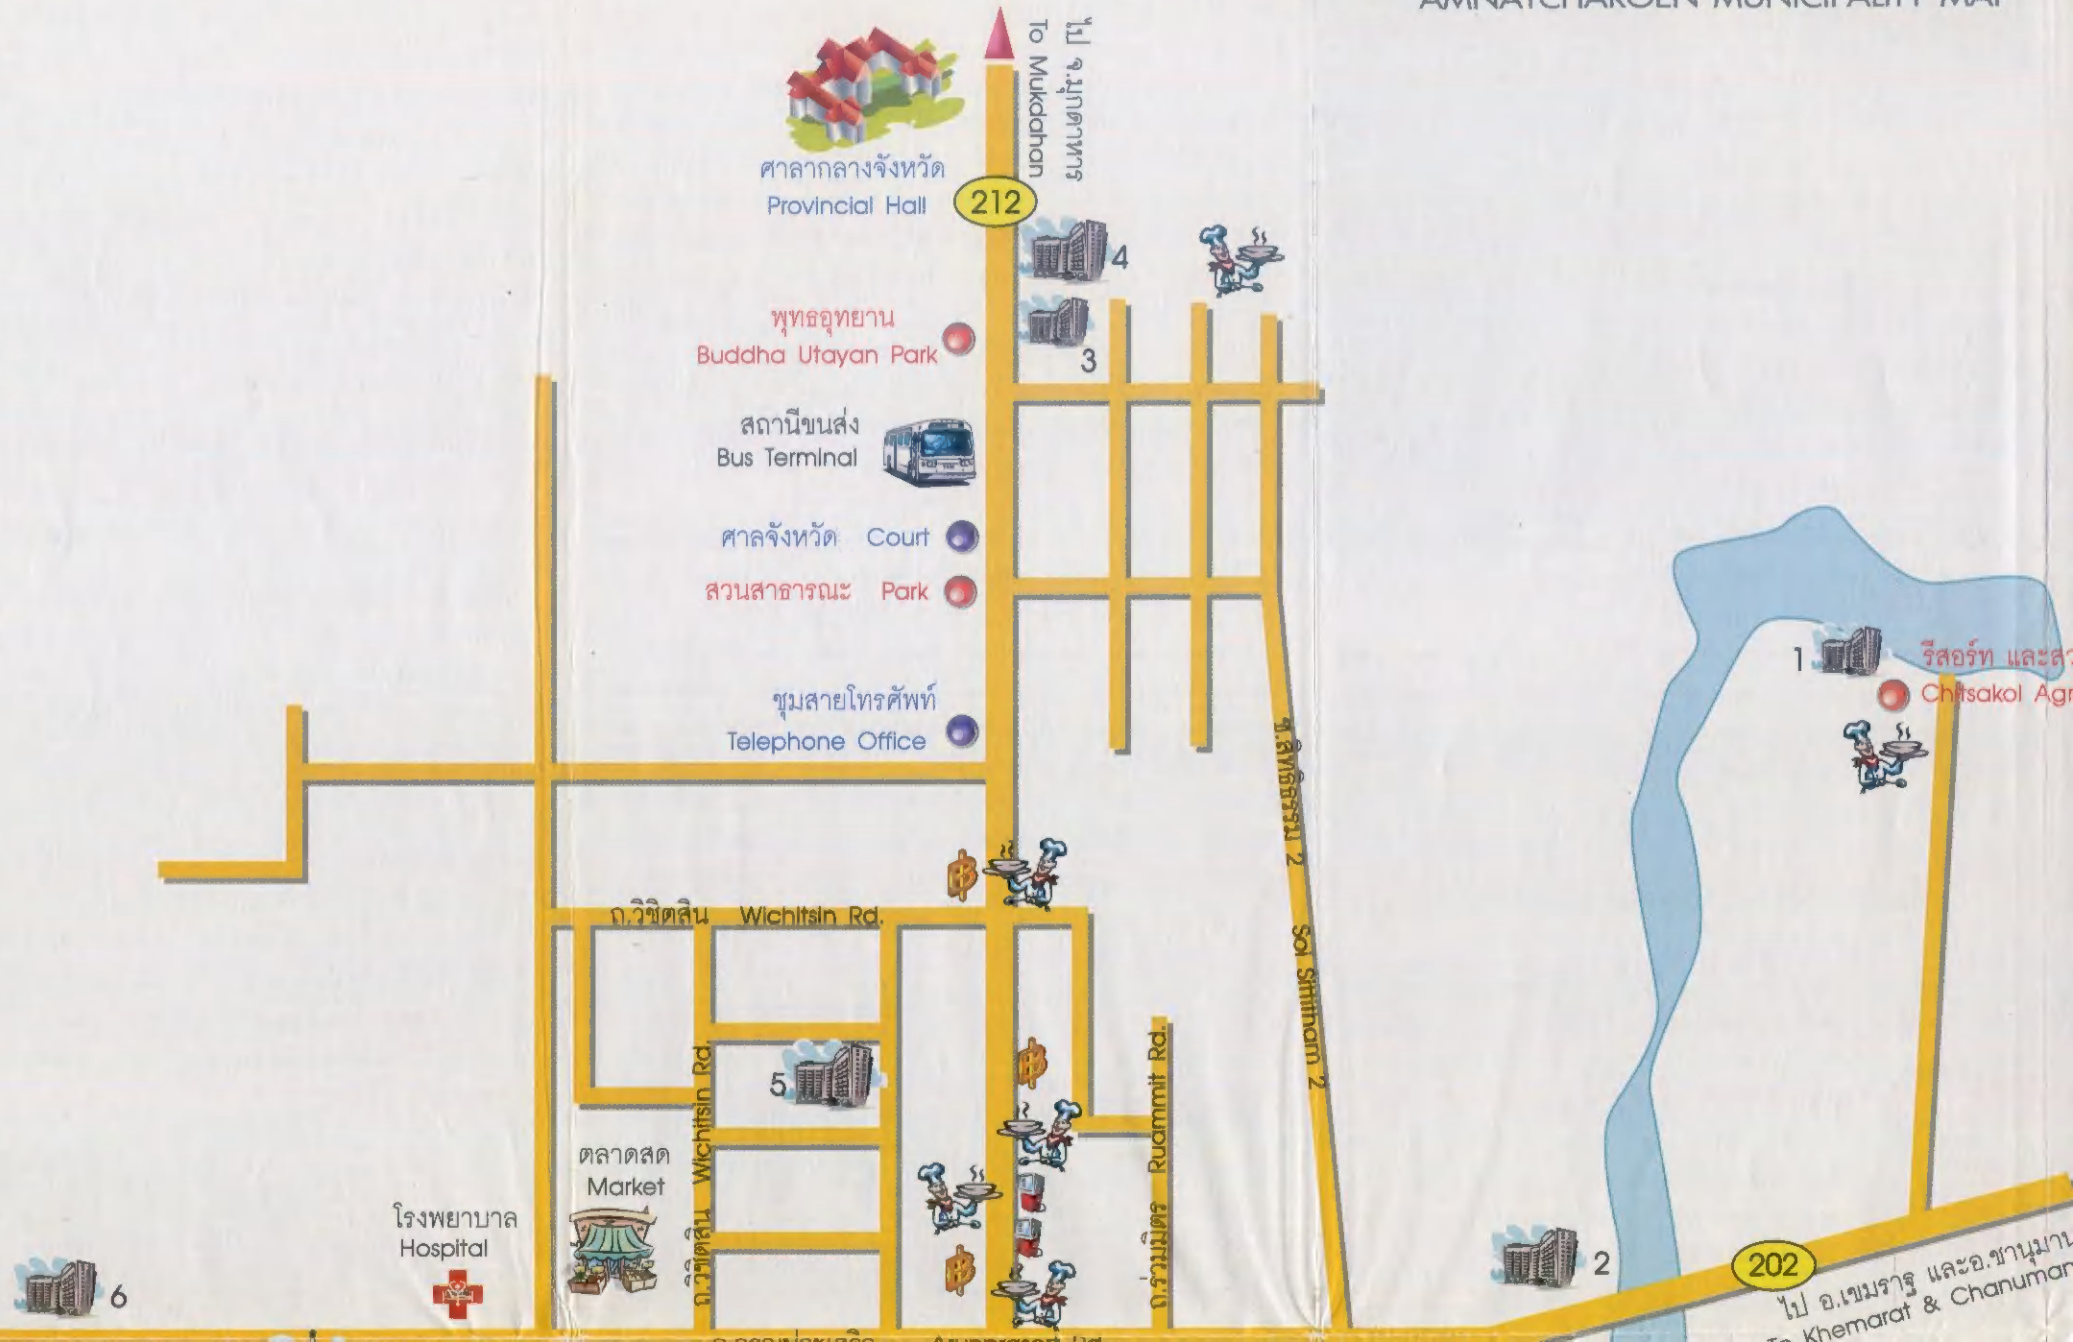 AMNATCHAROEN MUNICIPALITY MAP
ไป จ.มุกดาหาร
To Mukdahan
ศาลากลางจังหวัด
Provincial Hall
212
4
พุทธอุทยาน
Buddha Utayan Park
3
สถานีขนส่ง
Bus Terminal
ศาลจังหวัด Court
สวนสาธารณะ Park
1
รีสอร์ท และสว
Chitsakol Agr
ชุมสายโทรศัพท์
Telephone Office
ซ.สิทธิธรรม 2 Soi Sittitham 2
ถ.วิชิตสิน Wichitsin Rd.
5
ถ.วิชิตสิน Wichitsin Rd.
ถ.ร่วมมิตร Ruammit Rd.
ตลาดสด
Market
โรงพยาบาล
Hospital
6
2
202
ไป อ.เขมราฐ และอ.ชานุมาน
To Khemarat & Chanuman